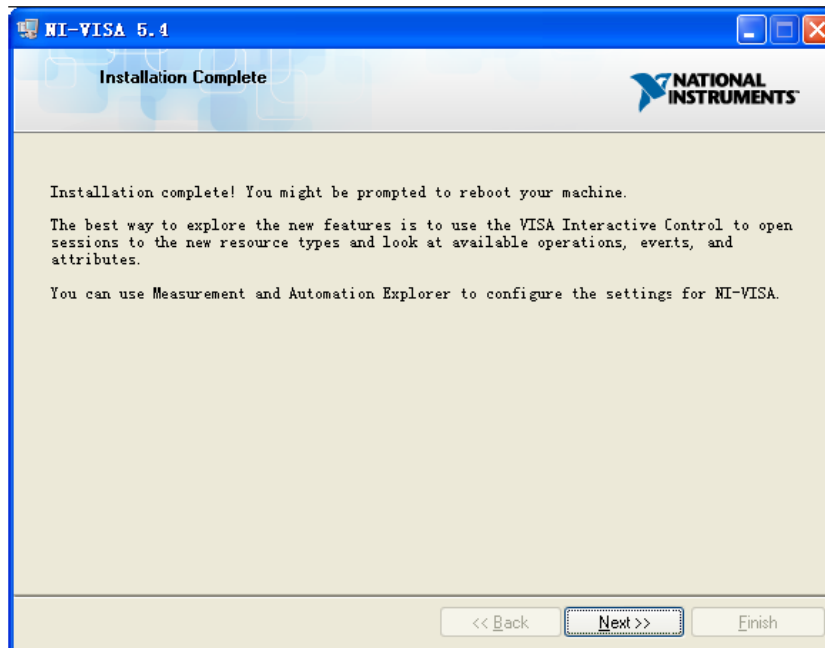 NI-VISA 5.4
Installation Complete
NATIONAL
INSTRUMENTS
Installation complete! You might be prompted to reboot your machine.
The best way to explore the new features is to use the VISA Interactive Control to open
sessions to the new resource types and look at available operations, events, and
attributes.
You can use Measurement and Automation Explorer to configure the settings for NI-VISA.
<< Back
Next >>
Finish